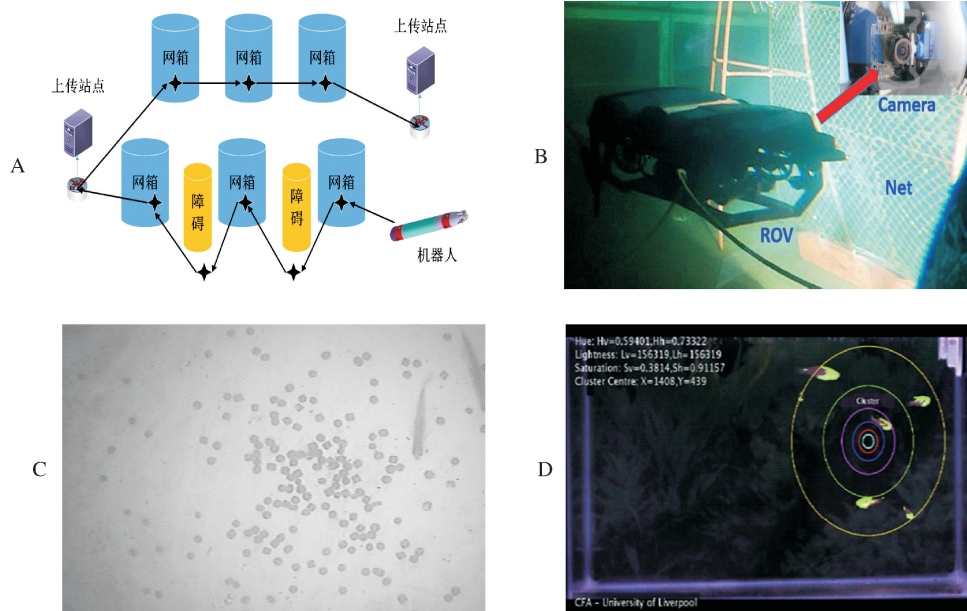 上传站点
网箱
网箱
网箱
上传站点
网箱
网箱
网箱
障
碍
障
碍
机器人
A
Camera
Net
ROV
B
C
Hue: Hv=0.59401,Hh=0.73322
Lightness: Lv=156319,Lh=156319
Saturation: Sv=0.3814,Sh=0.91157
Cluster Centre: X=1408,Y=439
Cluster
CFA - University of Liverpool
D